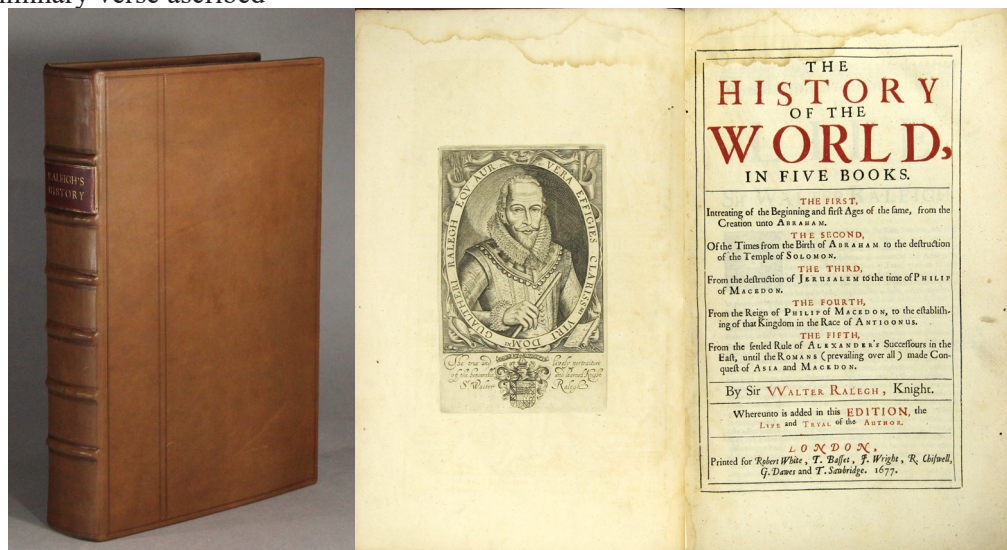 minary verse ascribed
RALEIGH'S
HISTORY
VERA EFFIGIES CLARISSmi VIRI DOMni GUALTHERI RALEGH EQU AUR
The true and lively portraiture
of the honourable and learned Knight
Sr. Walter Ralegh
THE
HISTORY
OF THE
WORLD,
IN FIVE BOOKS.
THE FIRST,
Intreating of the Beginning and first Ages of the same, from the
Creation unto ABRAHAM.
THE SECOND,
Of the Times from the Birth of ABRAHAM to the destruction
of the Temple of SOLOMON.
THE THIRD,
From the destruction of JERUSALEM to the time of PHILIP
of MACEDON.
THE FOURTH,
From the Reign of PHILIP of MACEDON, to the establish-
ing of that Kingdom in the Race of ANTIGONUS.
THE FIFTH,
From the setled Rule of ALEXANDER's Successours in the
East, until the ROMANS (prevailing over all) made Con-
quest of ASIA and MACEDON.
By Sir WALTER RALEGH, Knight.
Whereunto is added in this EDITION, the
LIFE and TRYAL of the AUTHOR.
LONDON,
Printed for Robert White, T. Basset, J. Wright, R. Chiswell,
G. Dawes and T. Sawbridge. 1677.